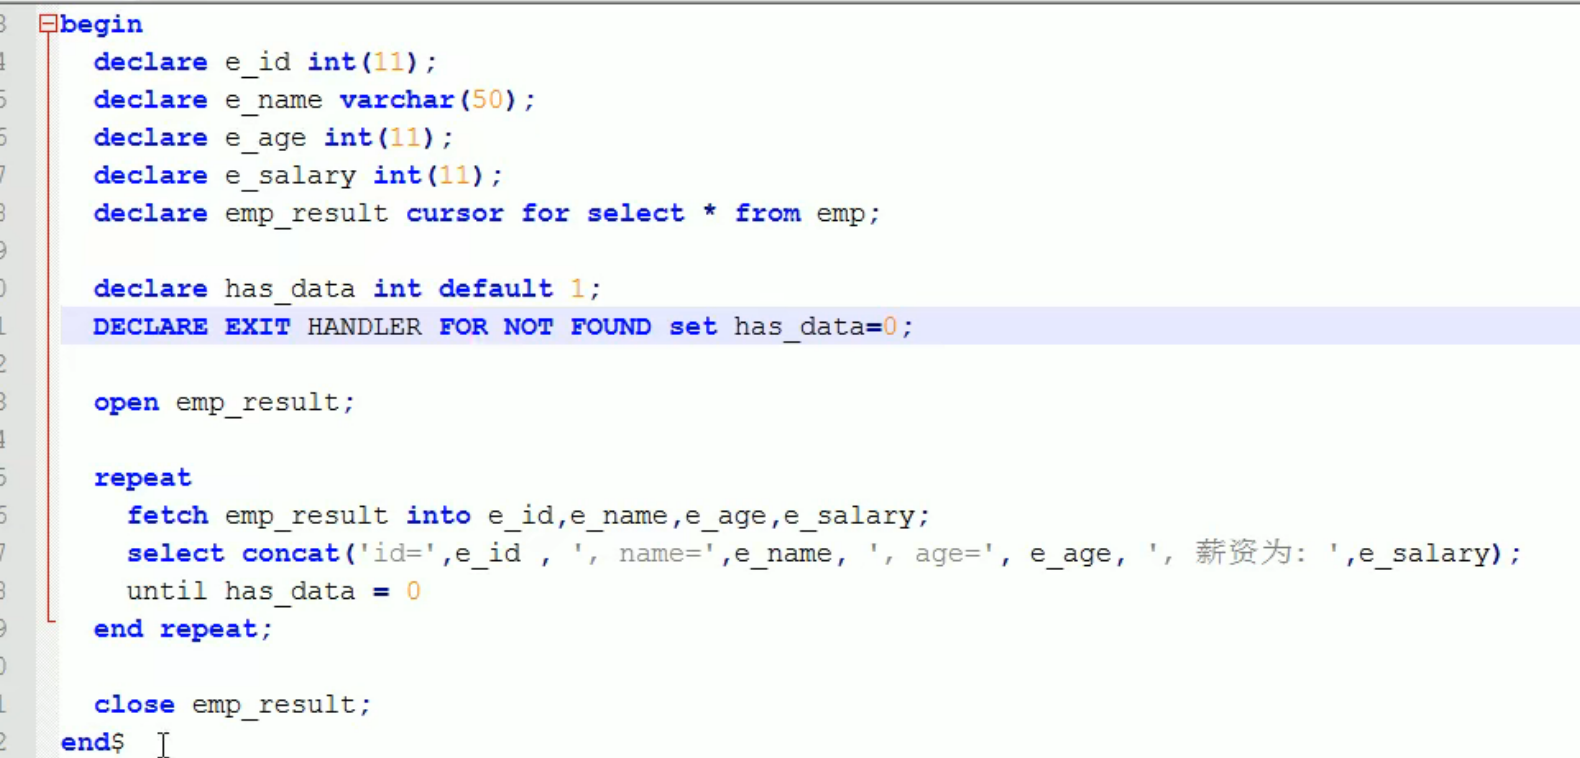 begin
declare e_id int(11);
declare e_name varchar(50);
declare e_age int(11);
declare e_salary int(11);
declare emp_result cursor for select * from emp;
declare has_data int default 1;
DECLARE EXIT HANDLER FOR NOT FOUND set has_data=0;
open emp_result;
repeat
fetch emp_result into e_id,e_name,e_age,e_salary;
select concat('id=',e_id , ', name=',e_name, ', age=', e_age, ', 薪资为: ',e_salary);
until has_data = 0
end repeat;
close emp_result;
end$